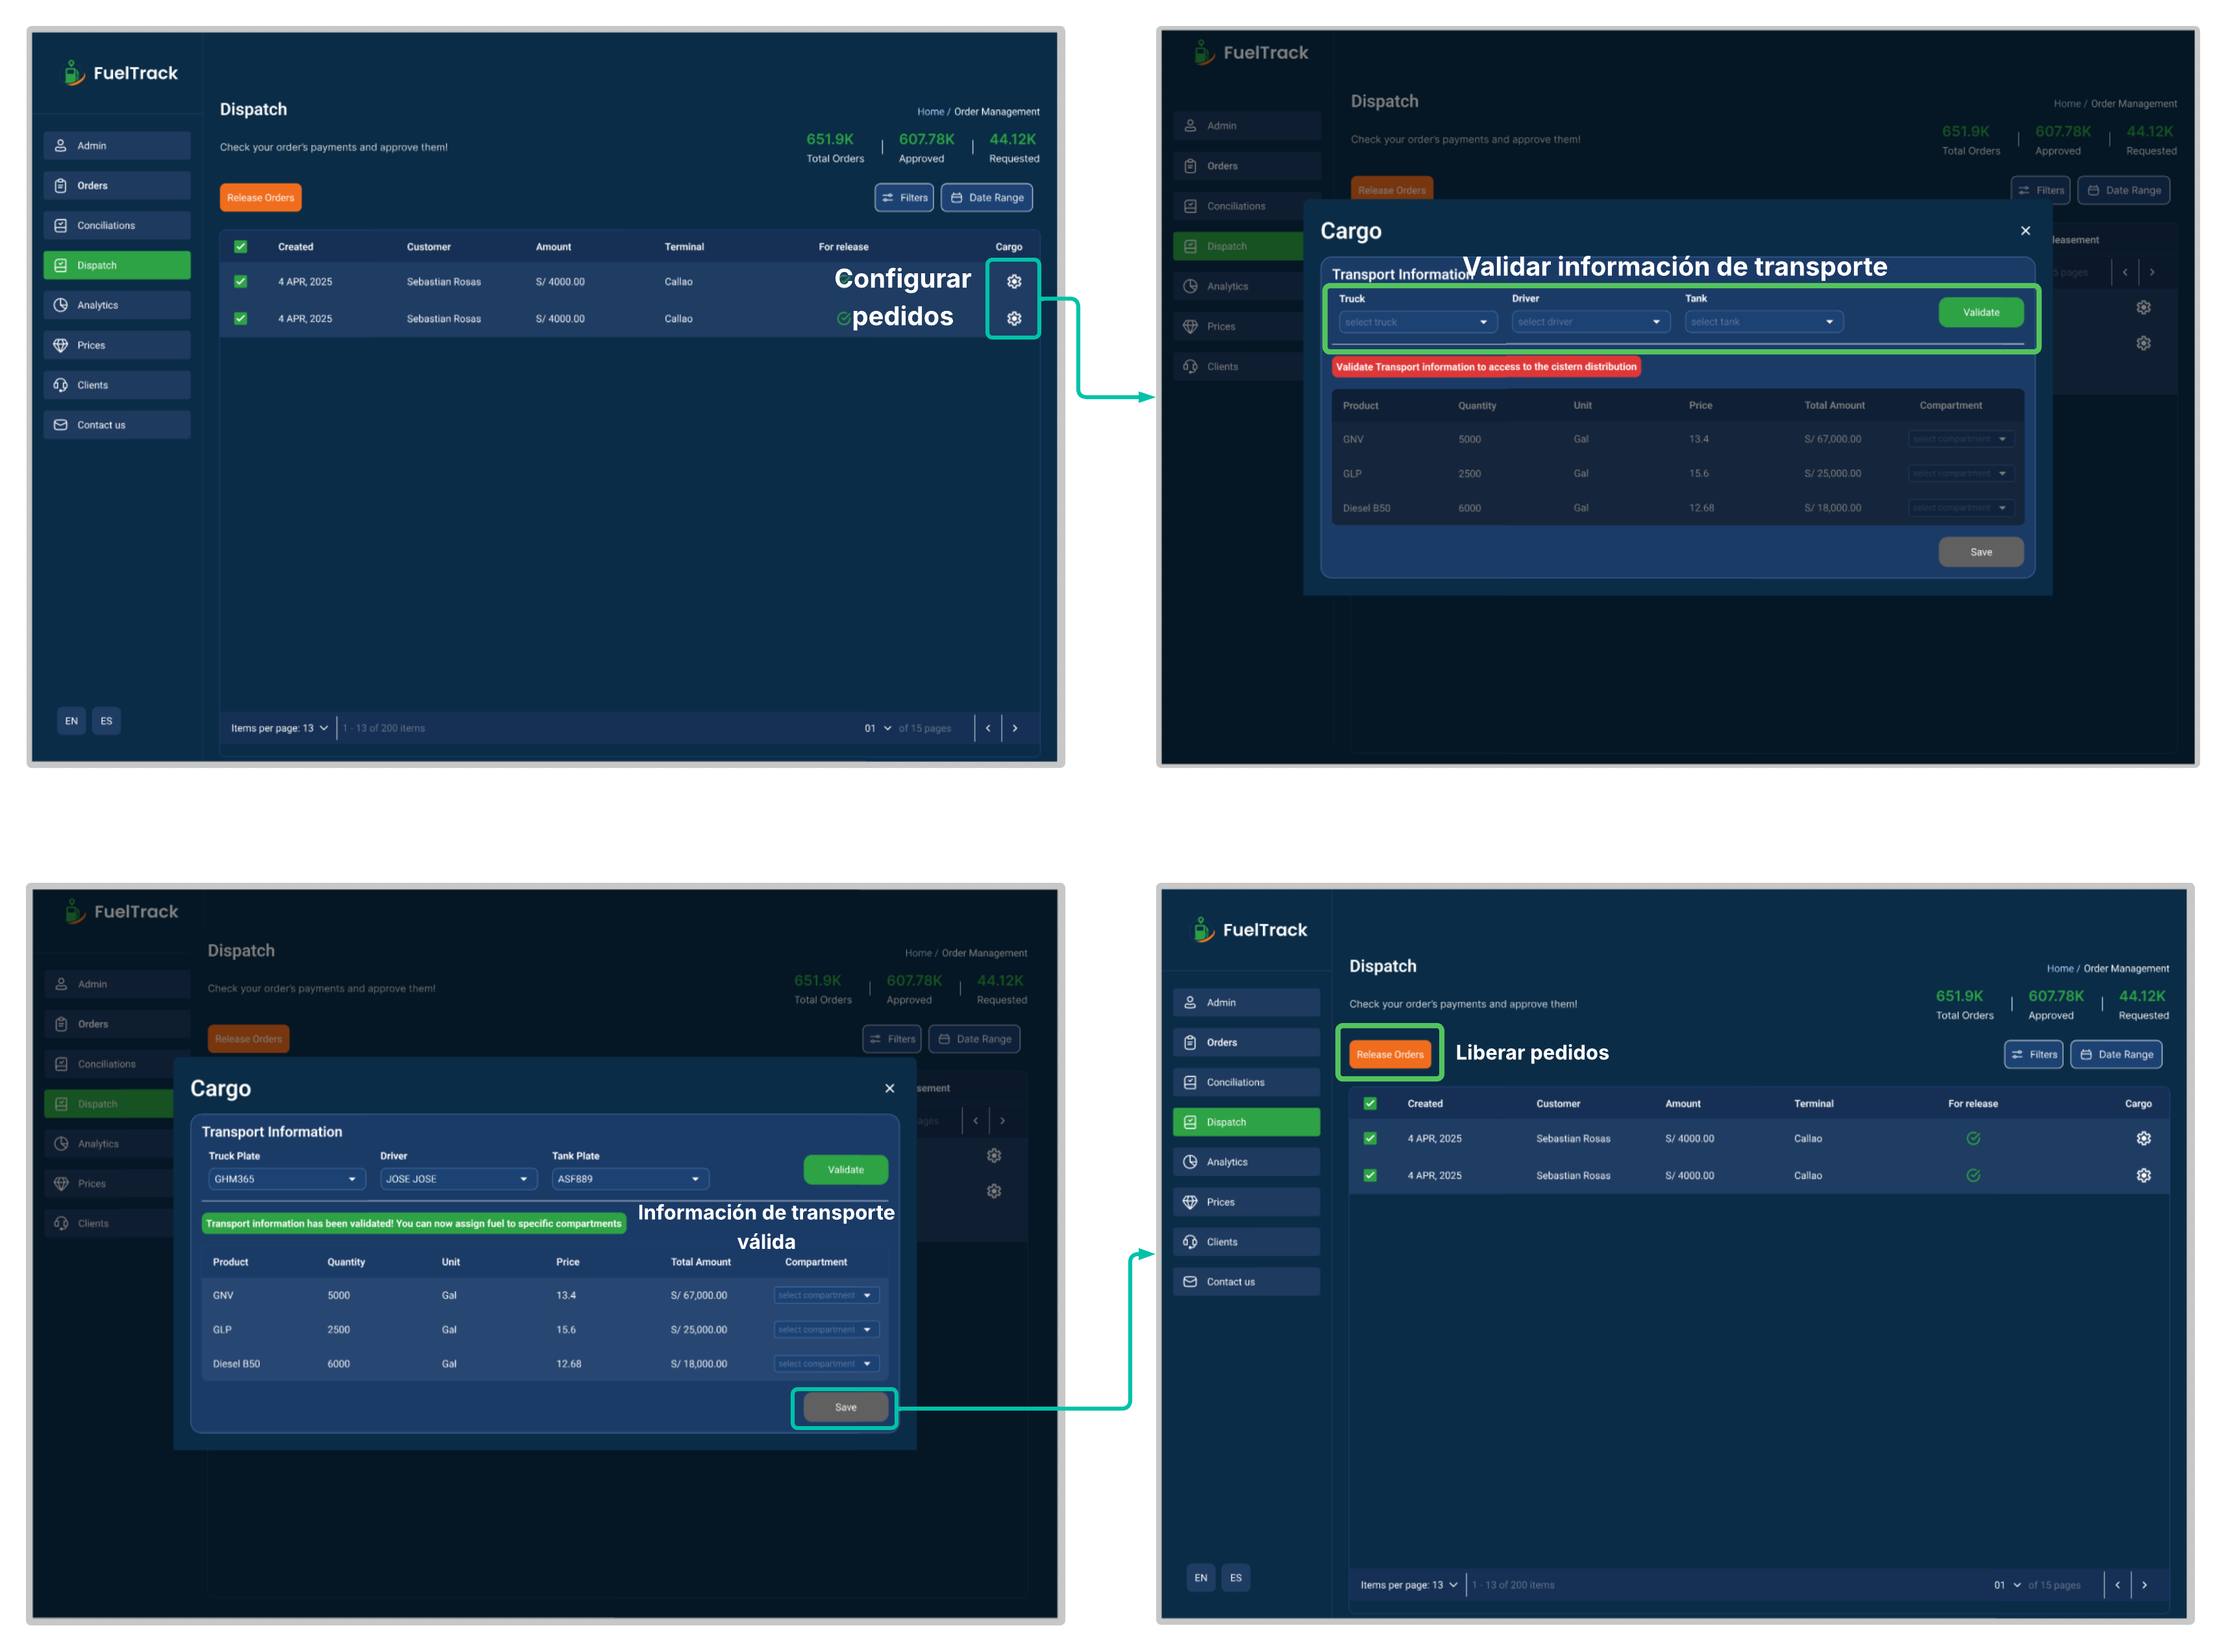 FuelTrack
Admin
Orders
Conciliations
Dispatch
Analytics
Prices
Clients
Contact us
EN ES
Dispatch
Home / Order Management
Check your order's payments and approve them!
651.9K 607.78K 44.12K
Total Orders Approved Requested
Release Orders Filters Date Range
Created Customer Amount Terminal For release Cargo
4 APR, 2025 Sebastian Rosas S/ 4000.00 Callao
4 APR, 2025 Sebastian Rosas S/ 4000.00 Callao
Configurar
pedidos
Items per page: 13 1 - 13 of 200 items 01 of 15 pages
FuelTrack
Admin
Orders
Conciliations
Dispatch
Analytics
Prices
Clients
Dispatch
Home / Order Management
Check your order's payments and approve them!
651.9K 607.78K 44.12K
Total Orders Approved Requested
Release Orders Filters Date Range
leasement
pages
Cargo
Transport Information
Validar información de transporte
Truck Driver Tank
select truck select driver select tank Validate
Validate Transport information to access to the cistern distribution
Product Quantity Unit Price Total Amount Compartment
GNV 5000 Gal 13.4 S/ 67,000.00 select compartment
GLP 2500 Gal 15.6 S/ 25,000.00 select compartment
Diesel B50 6000 Gal 12.68 S/ 18,000.00 select compartment
Save
FuelTrack
Admin
Orders
Conciliations
Dispatch
Analytics
Prices
Clients
Dispatch
Home / Order Management
Check your order's payments and approve them!
651.9K 607.78K 44.12K
Total Orders Approved Requested
Release Orders Filters Date Range
sement
ages
Cargo
Transport Information
Truck Plate Driver Tank Plate
GHM365 JOSE JOSE ASF889 Validate
Transport information has been validated! You can now assign fuel to specific compartments
Información de transporte
válida
Product Quantity Unit Price Total Amount Compartment
GNV 5000 Gal 13.4 S/ 67,000.00 select compartment
GLP 2500 Gal 15.6 S/ 25,000.00 select compartment
Diesel B50 6000 Gal 12.68 S/ 18,000.00 select compartment
Save
FuelTrack
Admin
Orders
Conciliations
Dispatch
Analytics
Prices
Clients
Contact us
EN ES
Dispatch
Home / Order Management
Check your order's payments and approve them!
651.9K 607.78K 44.12K
Total Orders Approved Requested
Release Orders Liberar pedidos Filters Date Range
Created Customer Amount Terminal For release Cargo
4 APR, 2025 Sebastian Rosas S/ 4000.00 Callao
4 APR, 2025 Sebastian Rosas S/ 4000.00 Callao
Items per page: 13 1 - 13 of 200 items 01 of 15 pages